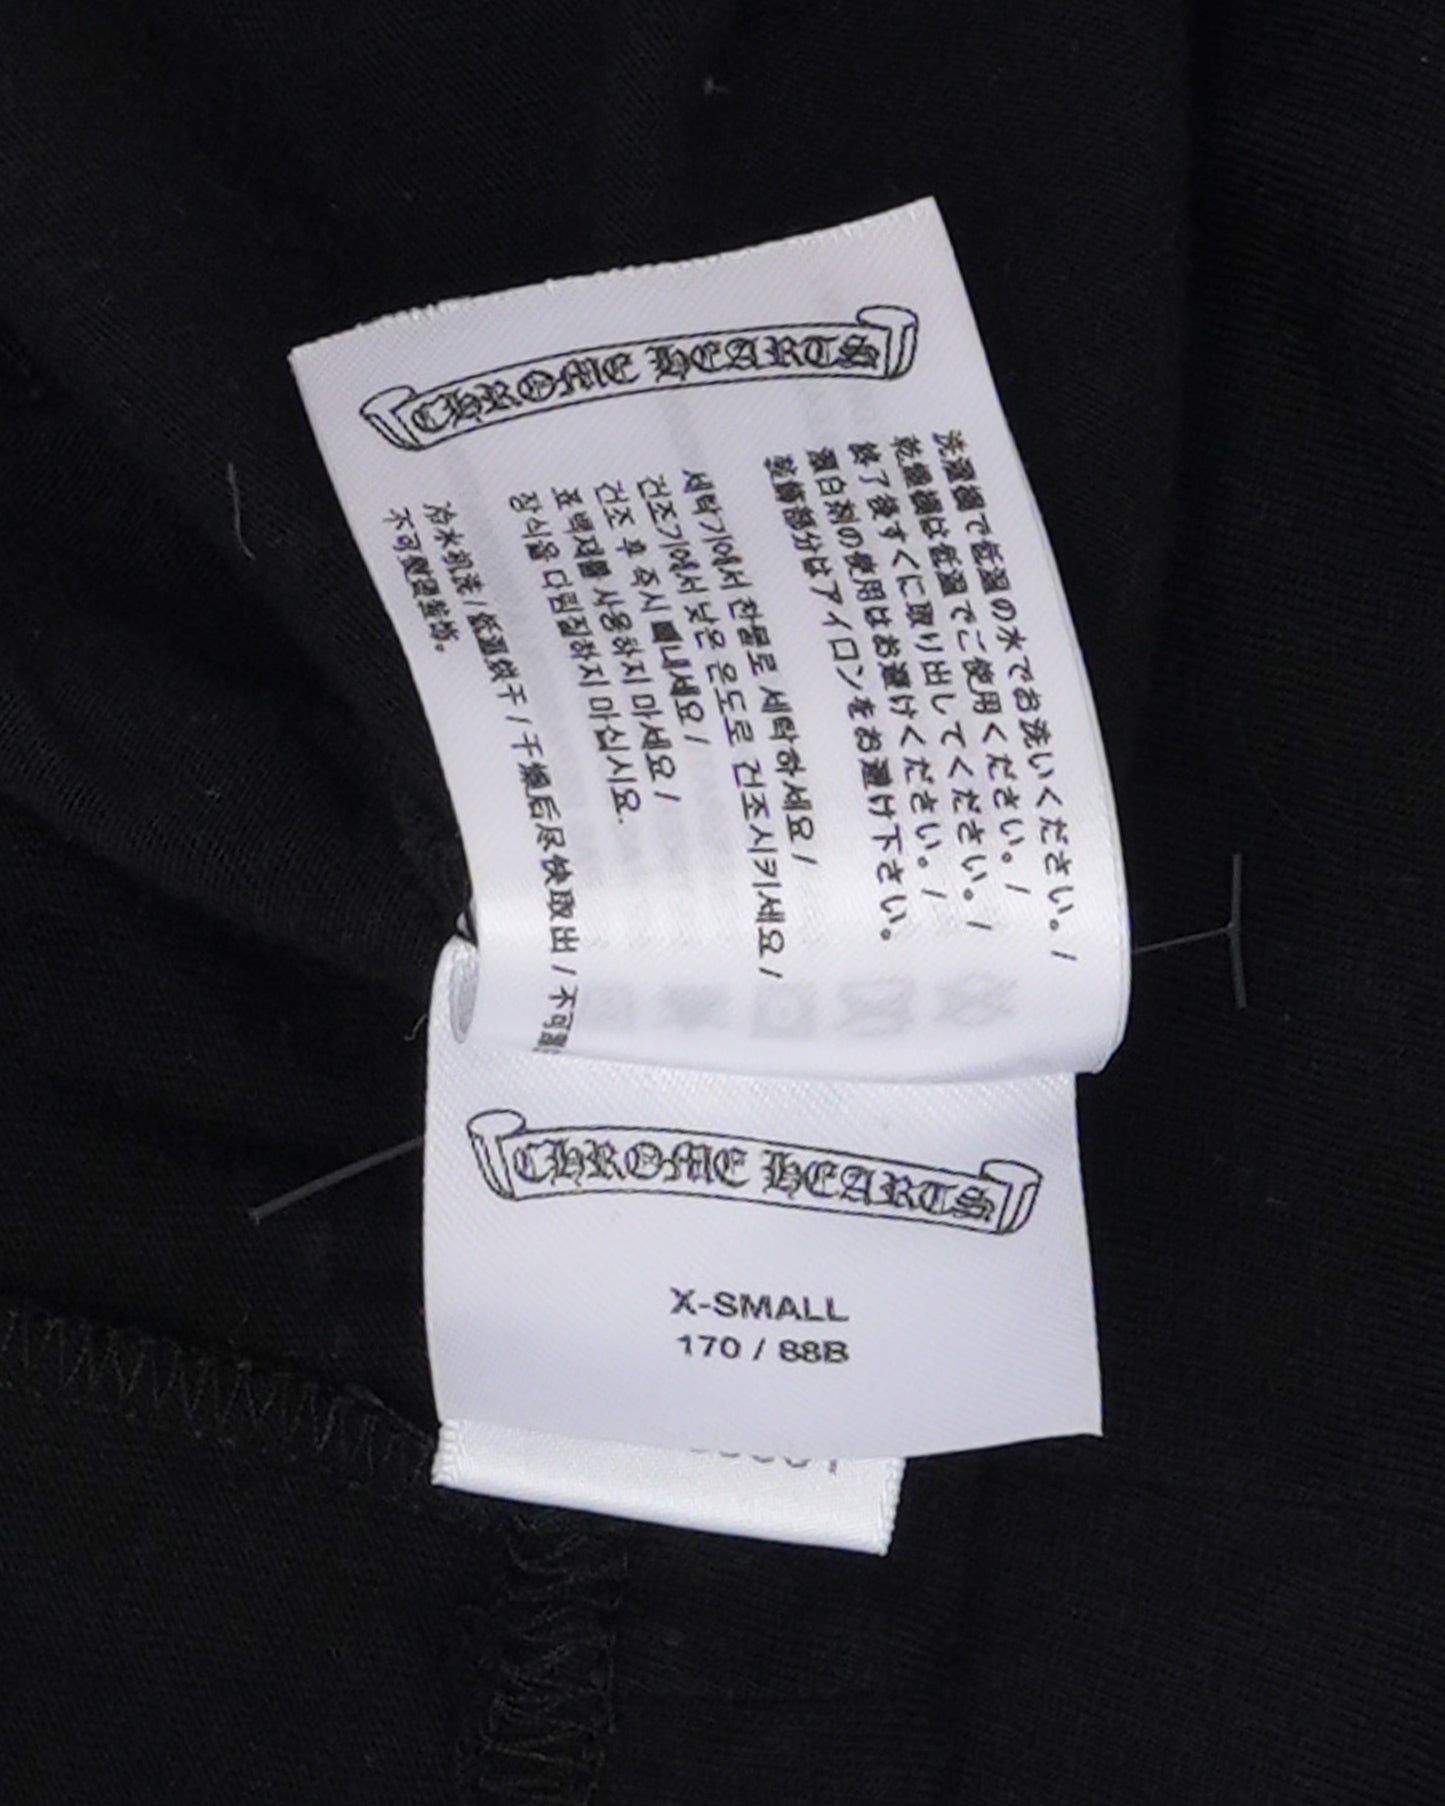 CHROME HEARTS
洗濯機で低温の水でお洗いください。/
乾燥機は低温でご使用ください。/
終了後すぐに取り出してください。/
漂白剤の使用はお避けください。/
装飾部分はアイロンをお避け下さい。
세탁기에서 찬물로 세탁하세요 /
건조기에서 낮은 온도로 건조시키세요 /
건조 후 즉시 빼내세요 /
표백제를 사용하지 마세요 /
장식을 다림질하지 마십시요.
冷水机洗 / 低温烘干 / 干燥后尽快取出 / 不可漂
不可熨烫装饰。
CHROME HEARTS
X-SMALL
170 / 88B